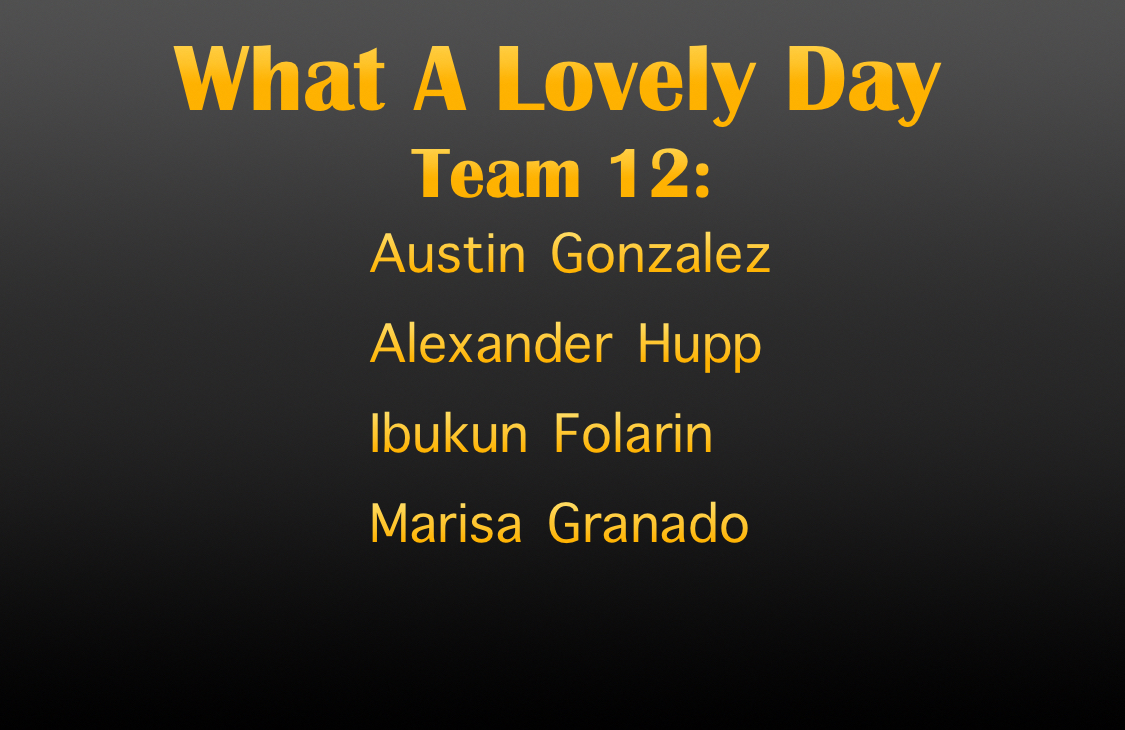 What A Lovely Day
Team 12:
Austin Gonzalez
Alexander Hupp
Ibukun Folarin
Marisa Granado